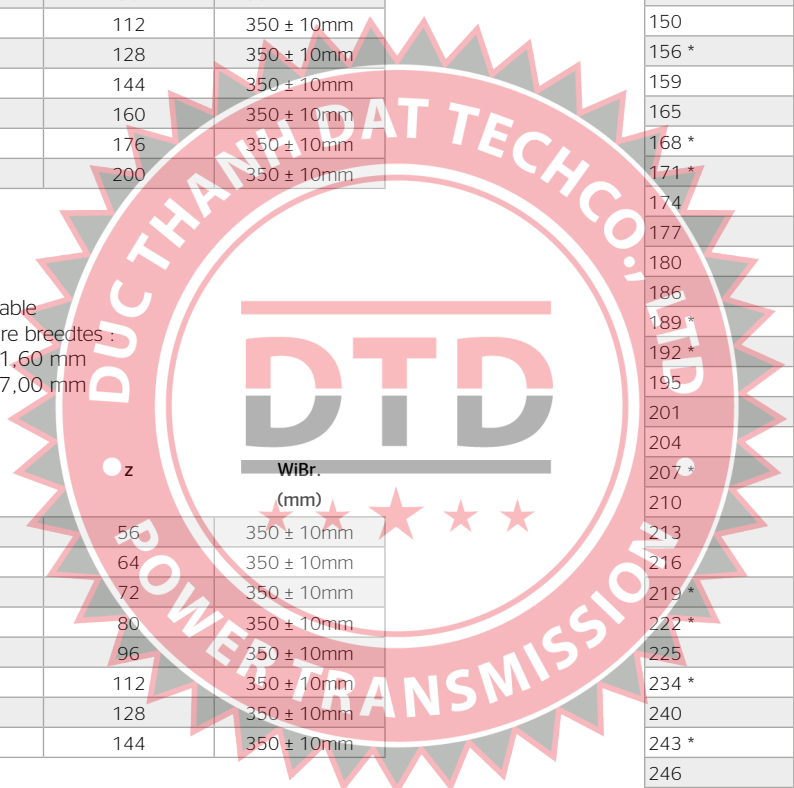 112 350 ± 10mm
128 350 ± 10mm
144 350 ± 10mm
160 350 ± 10mm
176 350 ± 10mm
200 350 ± 10mm
able
re breedtes :
1,60 mm
7,00 mm
z WiBr.
(mm)
56 350 ± 10mm
64 350 ± 10mm
72 350 ± 10mm
80 350 ± 10mm
96 350 ± 10mm
112 350 ± 10mm
128 350 ± 10mm
144 350 ± 10mm
150
156 *
159
165
168 *
171 *
174
177
180
186
189 *
192 *
195
201
204
207 *
210
213
216
219 *
222 *
225
234 *
240
243 *
246
DUC THANH DAT TECHCO., LTD
DTD
POWER TRANSMISSION